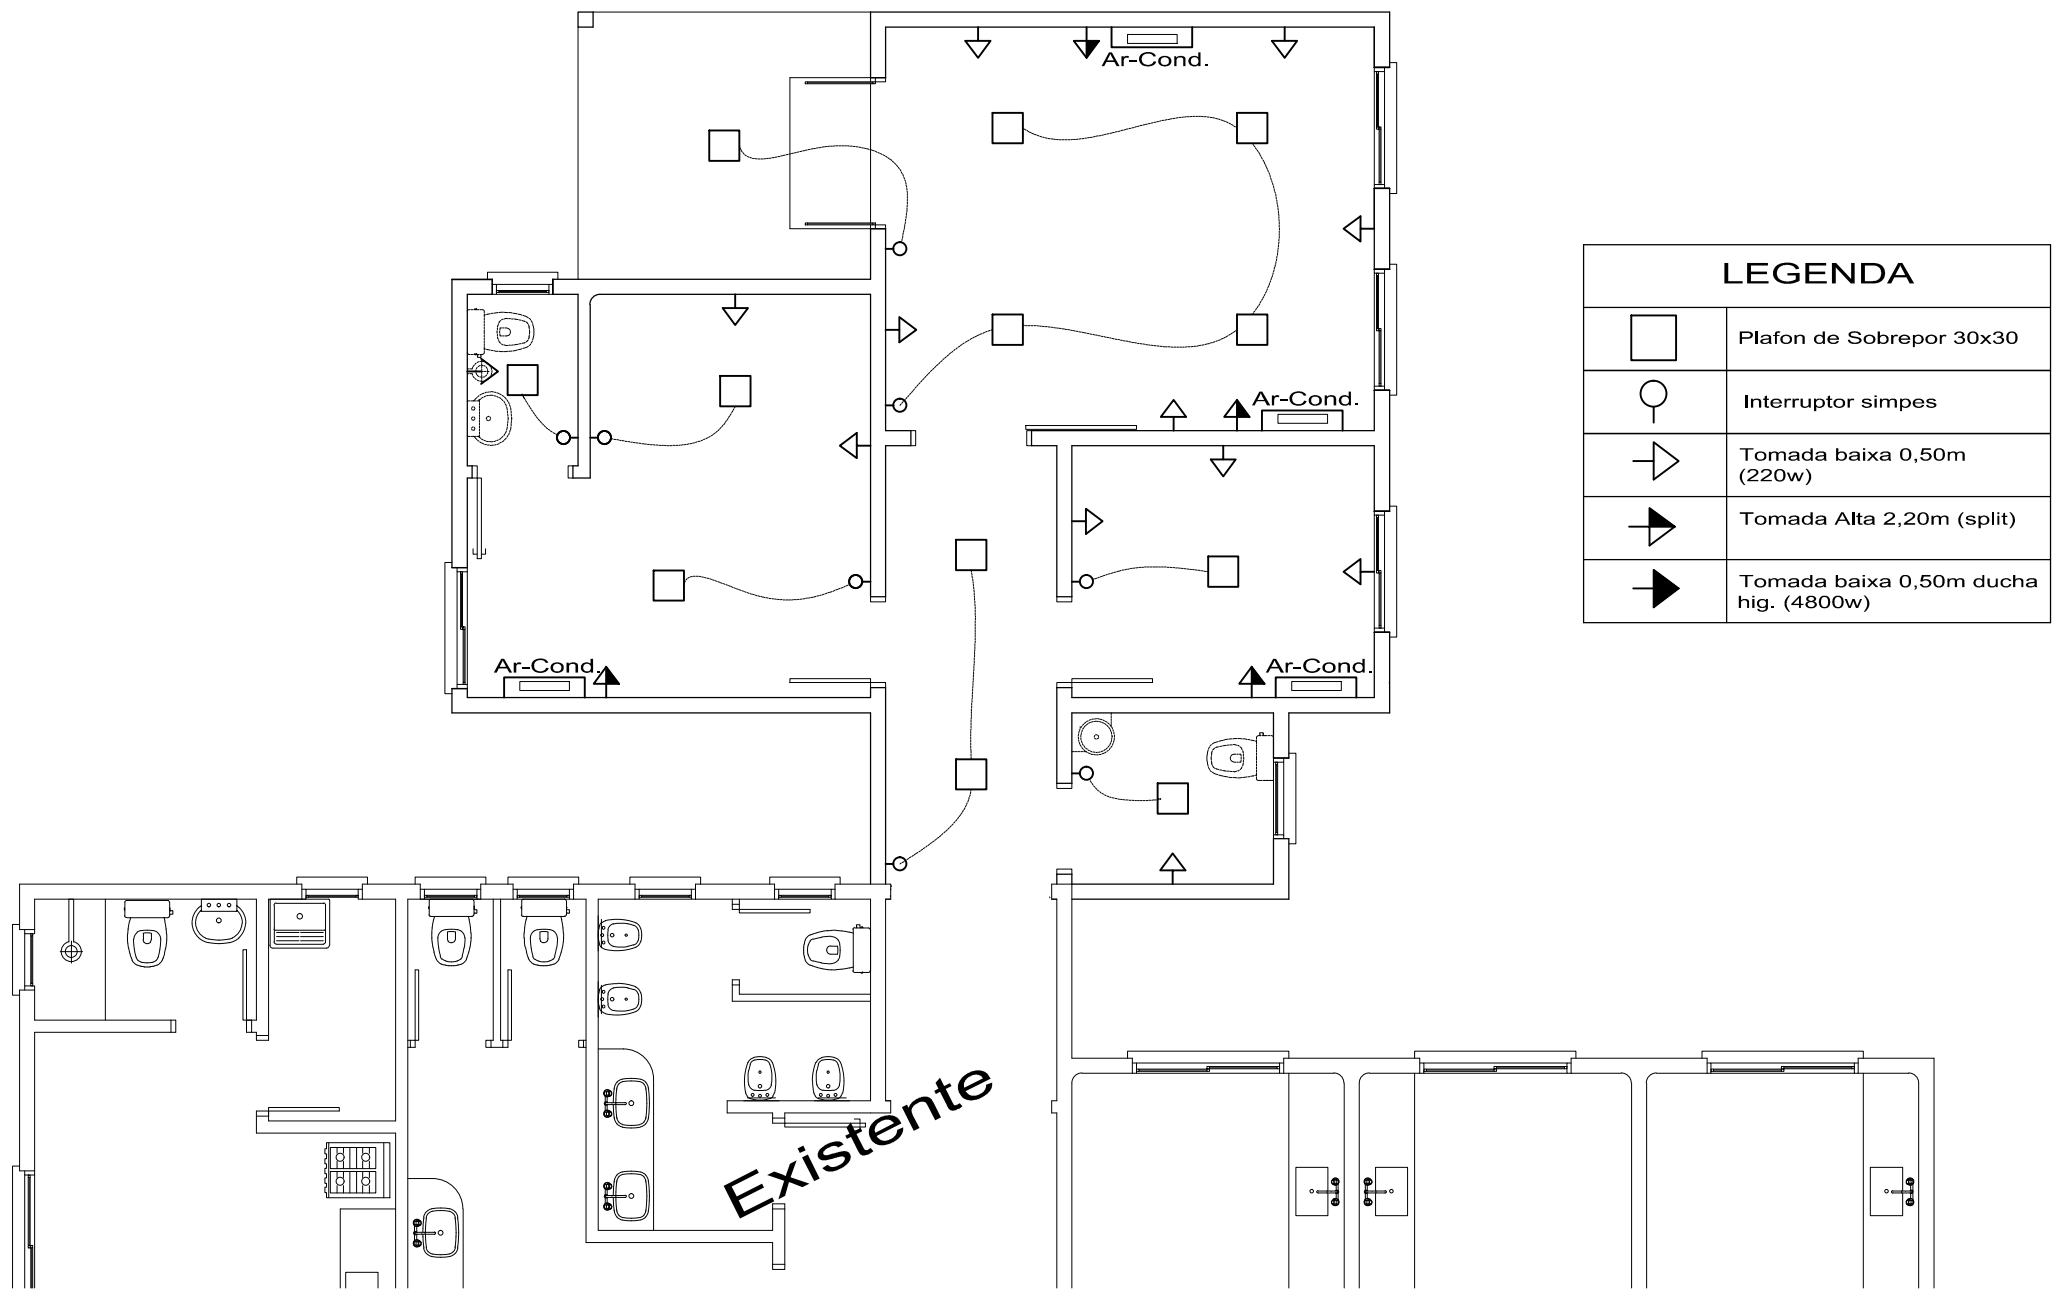 Ar-Cond.
Ar-Cond.
Ar-Cond.
Ar-Cond.
Existente
LEGENDA
Plafon de Sobrepor 30x30
Interruptor simpes
Tomada baixa 0,50m
(220w)
Tomada Alta 2,20m (split)
Tomada baixa 0,50m ducha
hig. (4800w)